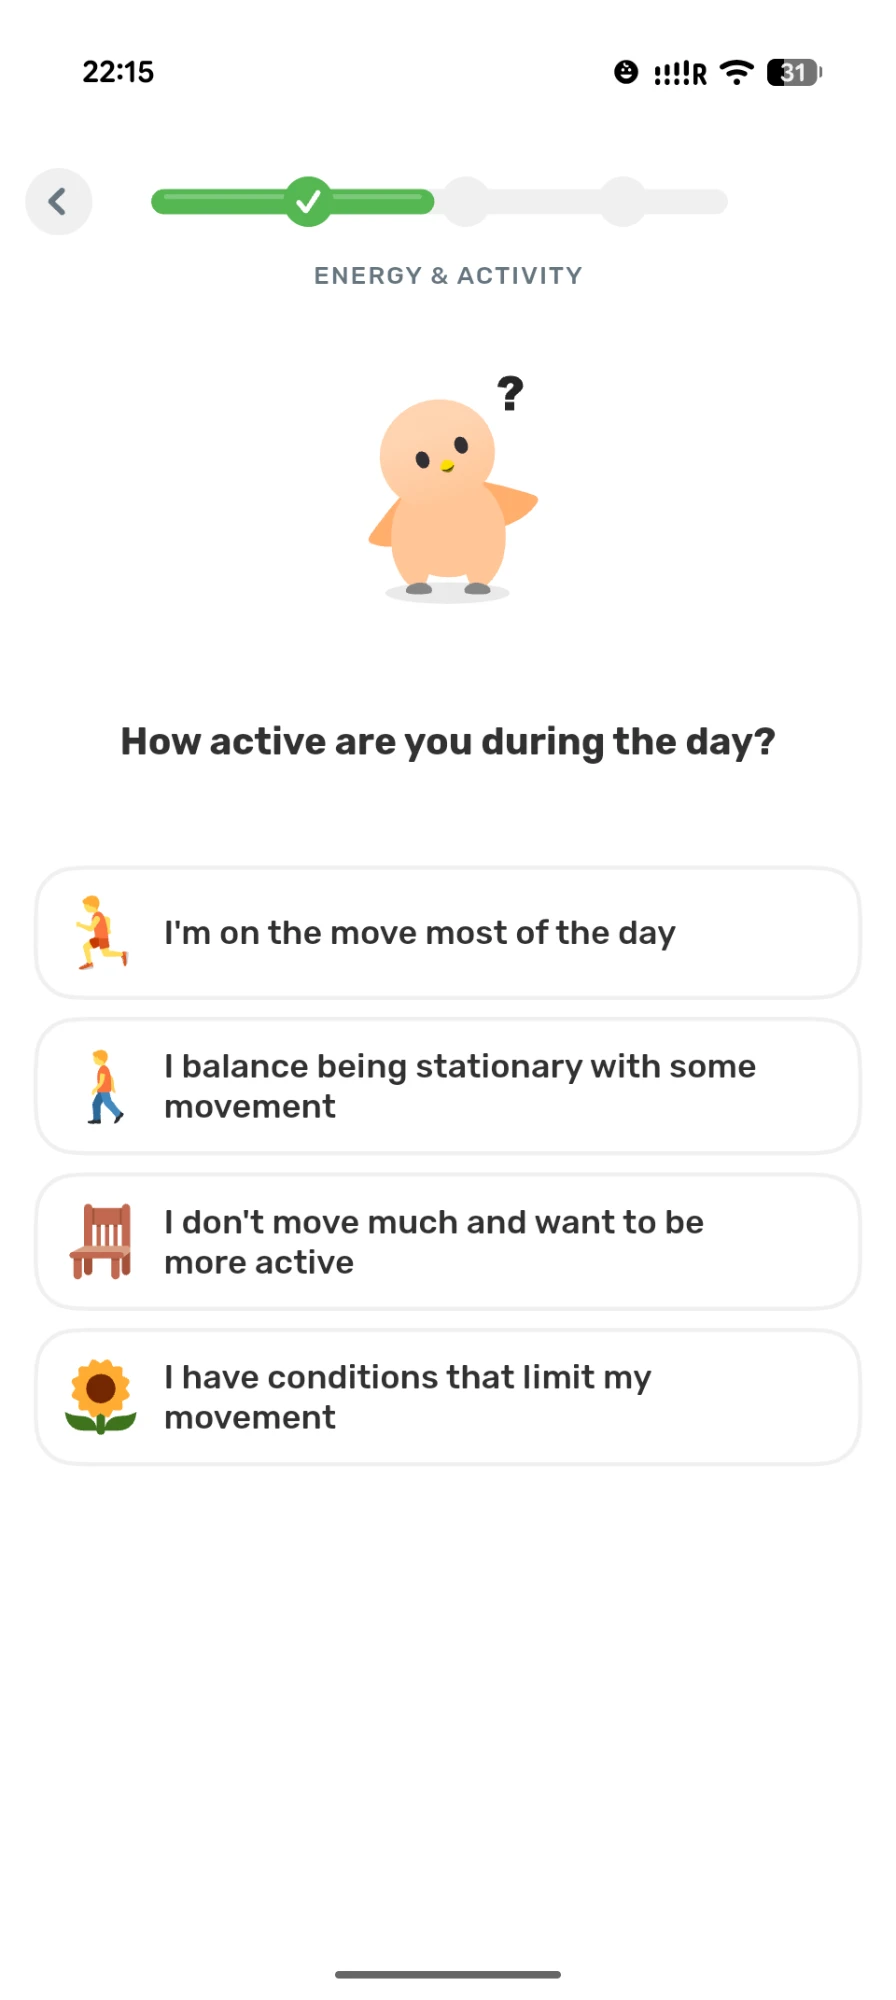 22:15
R
31
ENERGY & ACTIVITY
?
How active are you during the day?
I'm on the move most of the day
I balance being stationary with some
movement
I don't move much and want to be
more active
I have conditions that limit my
movement